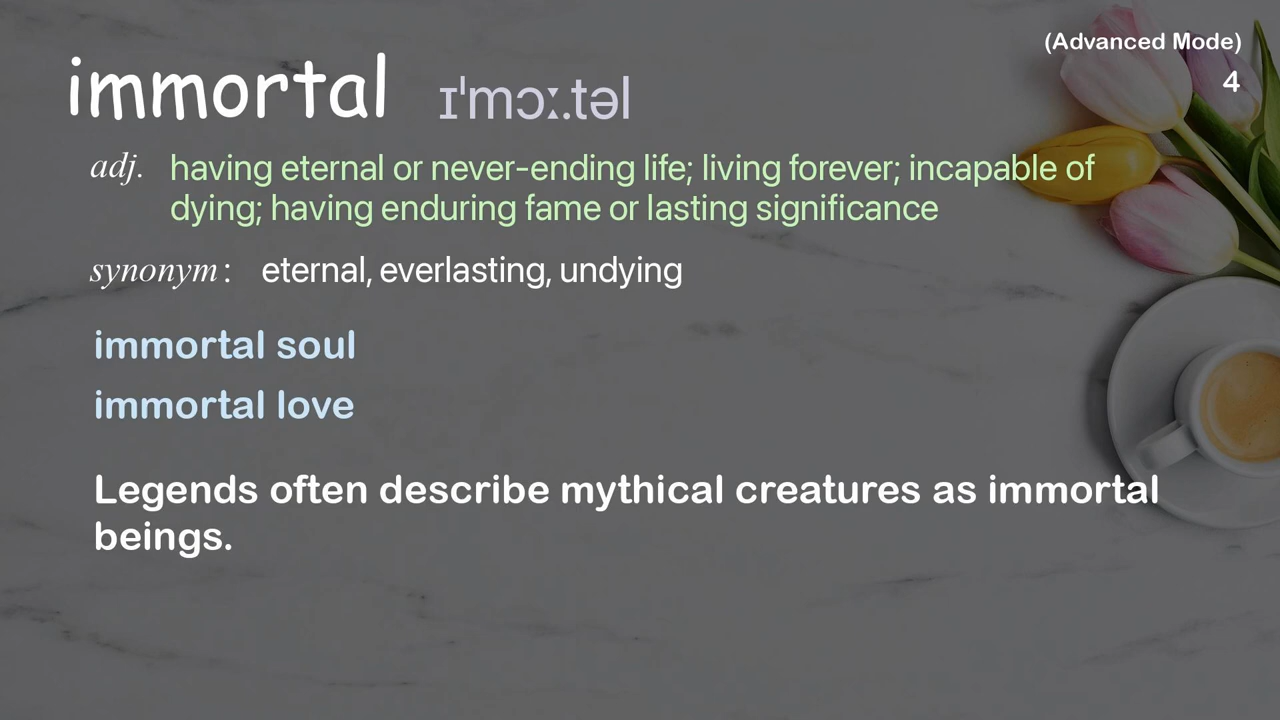 (Advanced Mode)
4
immortal ɪˈmɔː.təl
adj. having eternal or never-ending life; living forever; incapable of
dying; having enduring fame or lasting significance
synonym: eternal, everlasting, undying
immortal soul
immortal love
Legends often describe mythical creatures as immortal
beings.